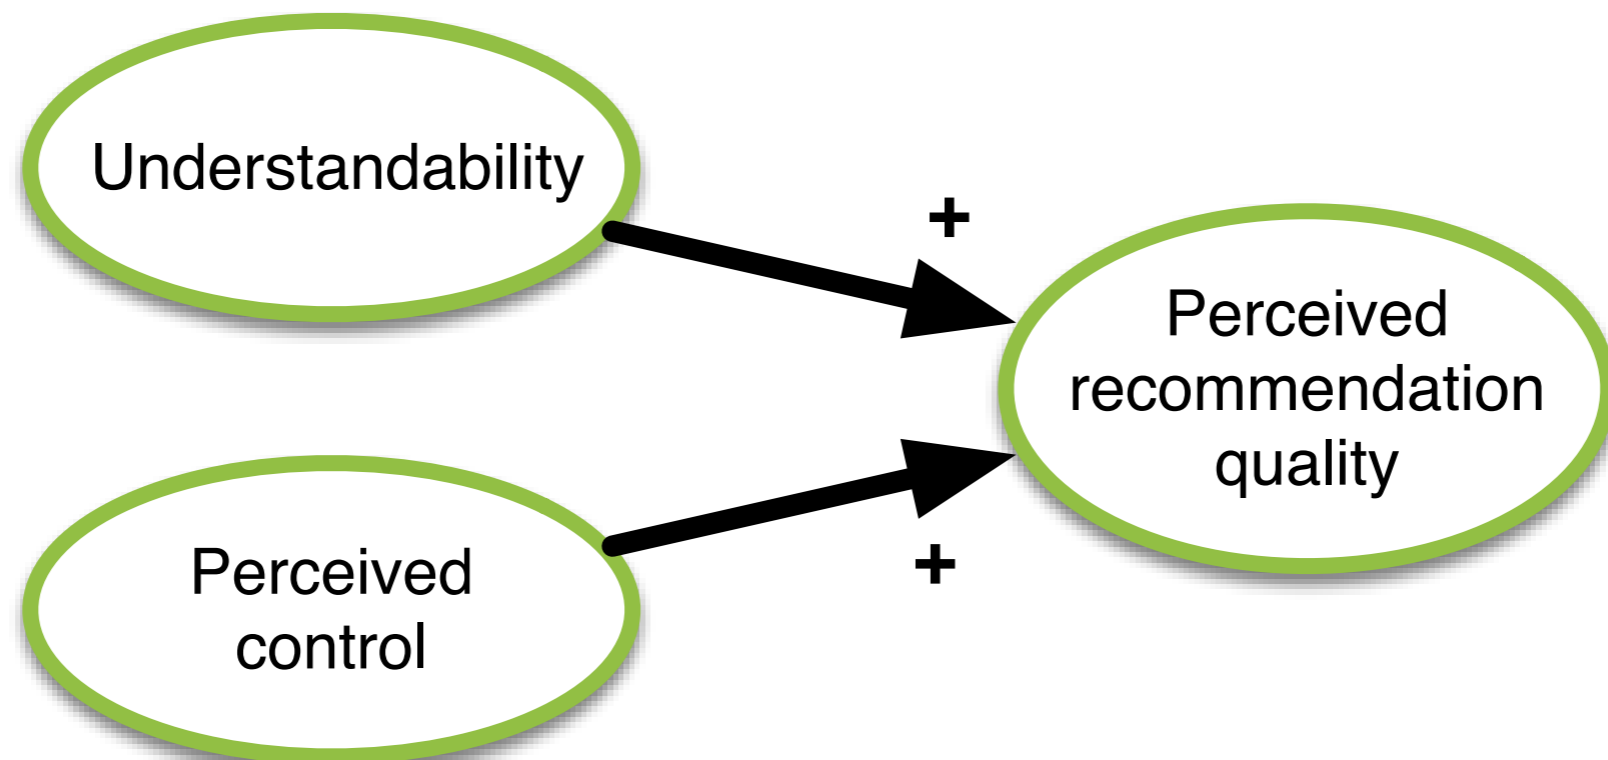 Understandability
+
Perceived
recommendation
quality
Perceived
control
+